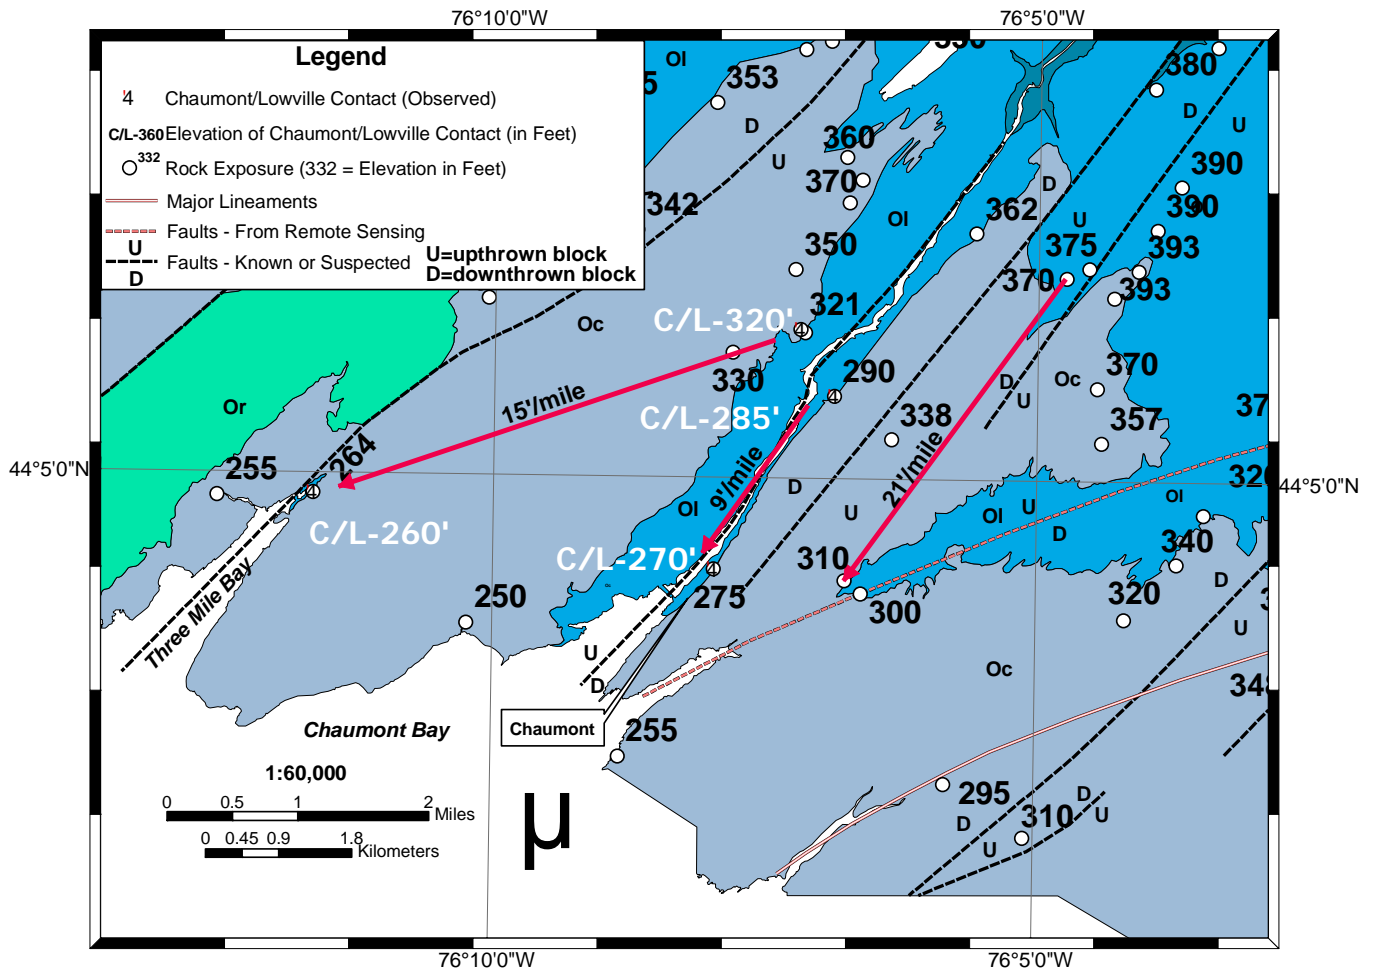 76°10'0"W
76°5'0"W
Legend
4 Chaumont/Lowville Contact (Observed)
C/L-360 Elevation of Chaumont/Lowville Contact (in Feet)
332 Rock Exposure (332 = Elevation in Feet)
Major Lineaments
Faults - From Remote Sensing
U
Faults - Known or Suspected
D
U=upthrown block
D=downthrown block
Ol
353
D
U
360
370
342
350
Ol
362
D
U
375
370
380
D
U
390
390
393
393
Oc
C/L-320'
321
330
290
C/L-285'
15'/mile
Or
338
D
U
Oc
370
357
37
44°5'0"N
255
264
4
9'/mile
21'/mile
D
U
Ol
U
D
Ol
320
44°5'0"N
C/L-260'
Ol
C/L-270'
310
340
Three Mile Bay
250
275
300
320
D
U
U
D
Oc
348
Chaumont Bay
Chaumont
255
1:60,000
0 0.5 1 2
Miles
0 0.45 0.9 1.8
Kilometers
μ
295
D
310
D
U
U
76°10'0"W
76°5'0"W